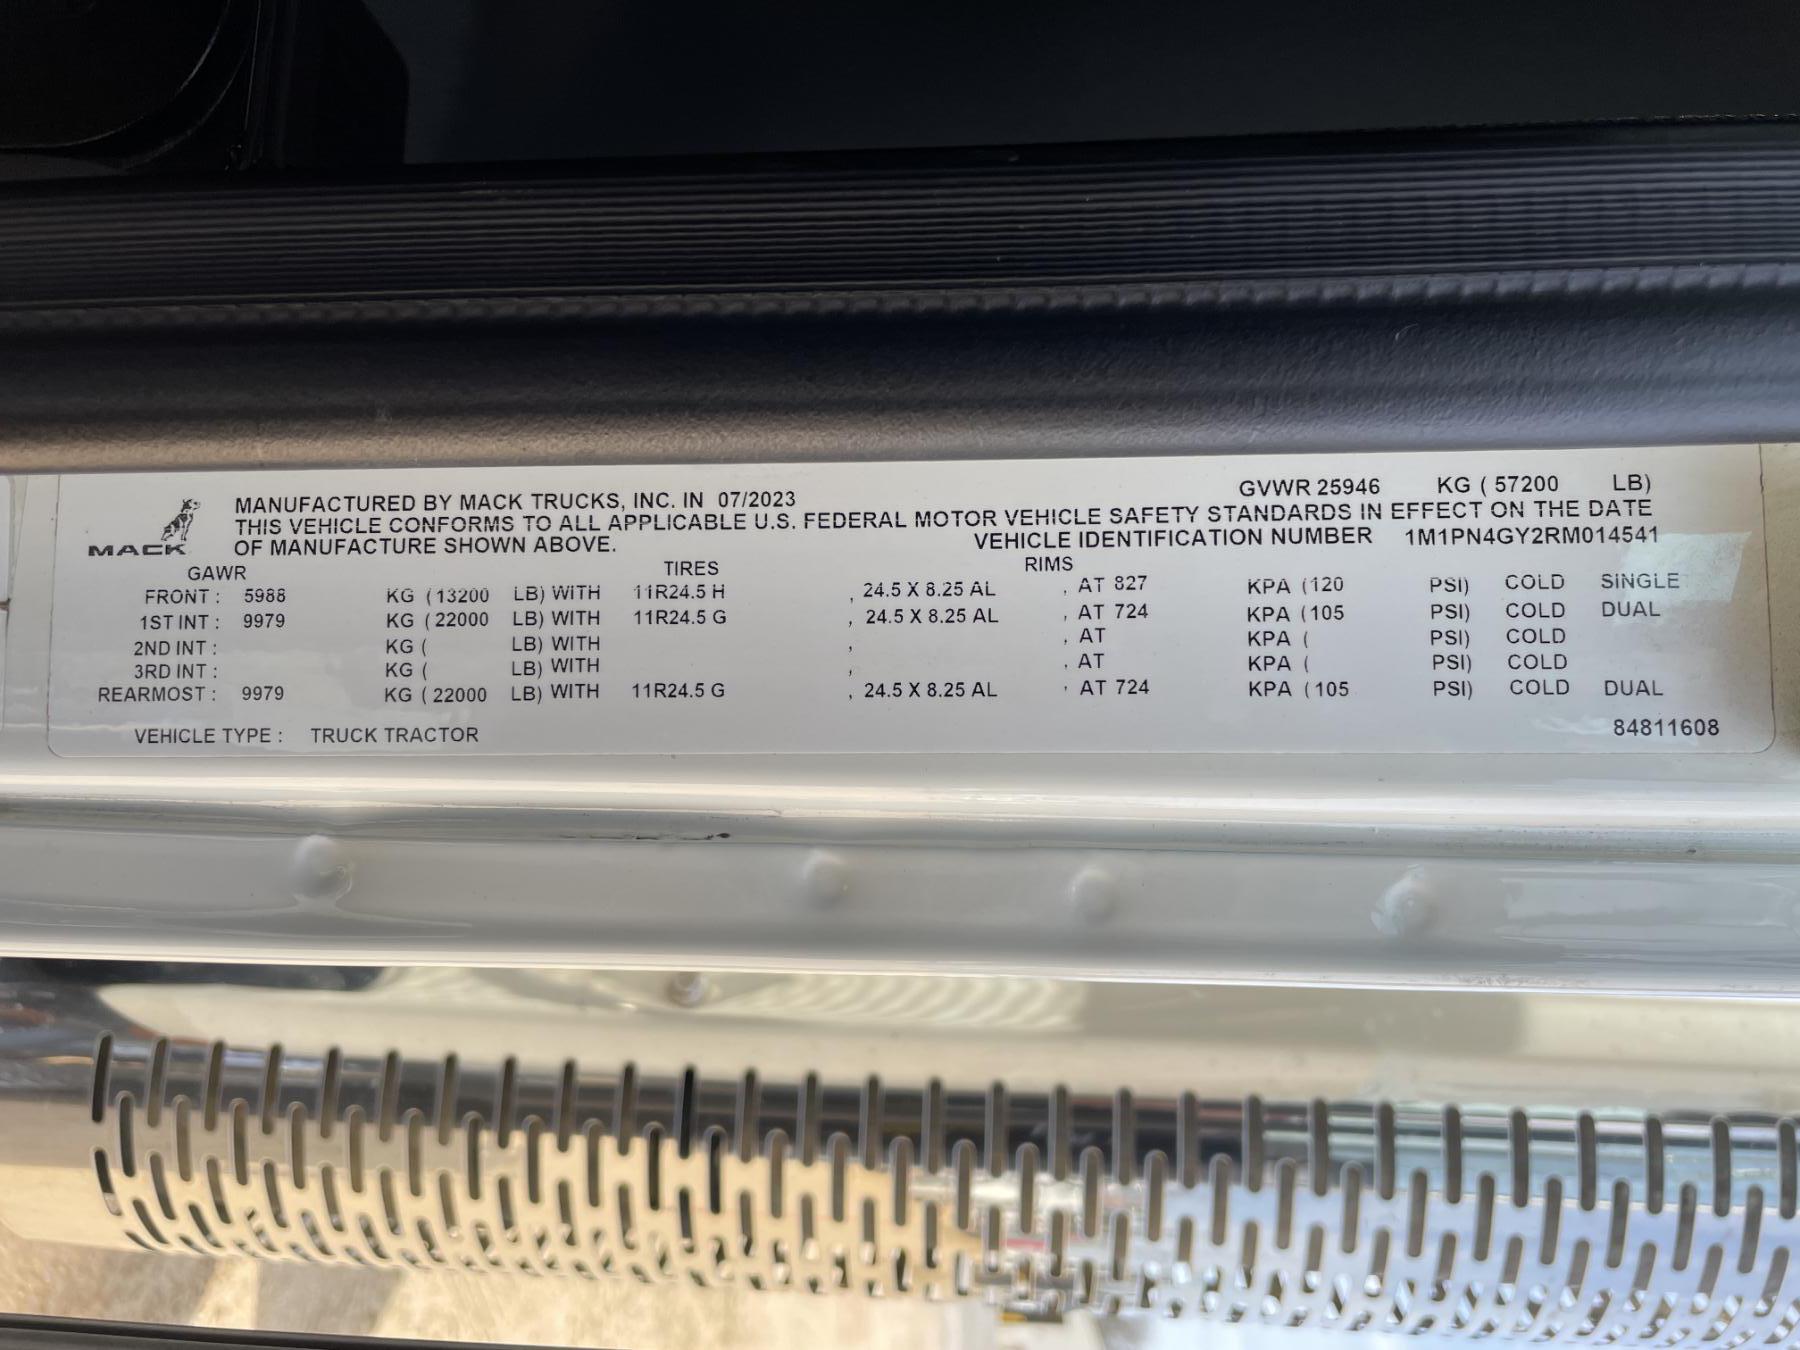 MANUFACTURED BY MACK TRUCKS, INC. IN 07/2023 GVWR 25946 KG ( 57200 LB)
THIS VEHICLE CONFORMS TO ALL APPLICABLE U.S. FEDERAL MOTOR VEHICLE SAFETY STANDARDS IN EFFECT ON THE DATE
MACK OF MANUFACTURE SHOWN ABOVE. VEHICLE IDENTIFICATION NUMBER 1M1PN4GY2RM014541
GAWR TIRES RIMS
FRONT : 5988 KG ( 13200 LB) WITH 11R24.5 H , 24.5 X 8.25 AL , AT 827 KPA (120 PSI) COLD SINGLE
1ST INT : 9979 KG ( 22000 LB) WITH 11R24.5 G , 24.5 X 8.25 AL , AT 724 KPA (105 PSI) COLD DUAL
2ND INT : KG ( LB) WITH , , AT KPA ( PSI) COLD
3RD INT : KG ( LB) WITH , , AT KPA ( PSI) COLD
REARMOST : 9979 KG ( 22000 LB) WITH 11R24.5 G , 24.5 X 8.25 AL , AT 724 KPA (105 PSI) COLD DUAL
VEHICLE TYPE : TRUCK TRACTOR 84811608